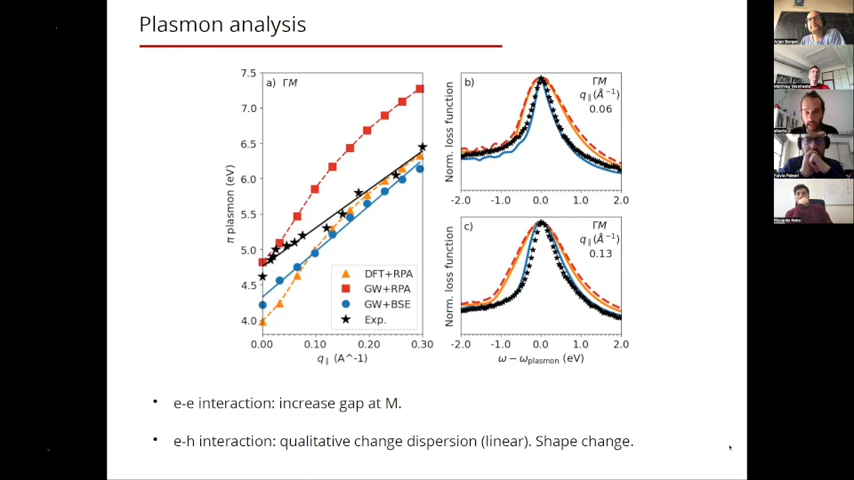 Plasmon analysis
a) ΓM
π plasmon (eV)
7.5
7.0
6.5
6.0
5.5
5.0
4.5
4.0
0.00 0.10 0.20 0.30
q∥ (A^-1)
DFT+RPA
GW+RPA
GW+BSE
Exp.
b)
ΓM
q∥(Å⁻¹)
0.06
Norm. loss function
-2.0 -1.0 0.0 1.0 2.0
c)
ΓM
q∥(Å⁻¹)
0.13
Norm. loss function
-2.0 -1.0 0.0 1.0 2.0
ω − ωplasmon (eV)
• e-e interaction: increase gap at M.
• e-h interaction: qualitative change dispersion (linear). Shape change.